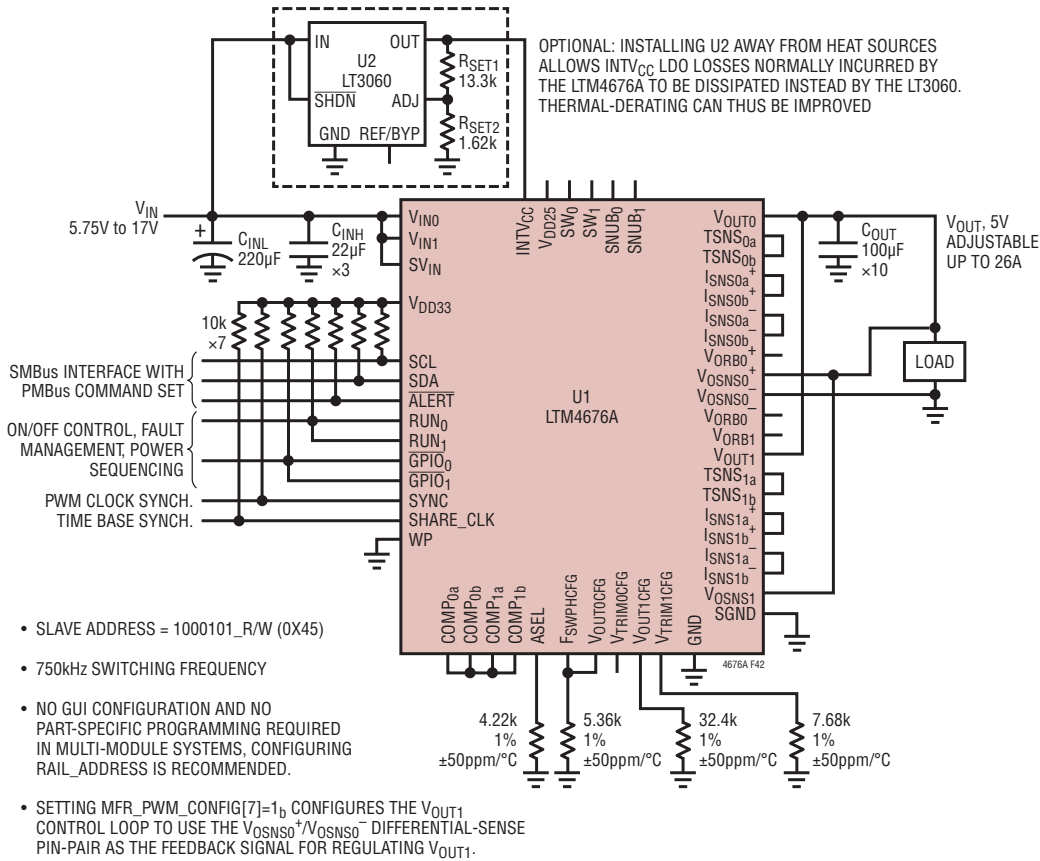 IN
OUT
U2
LT3060
SHDN
ADJ
GND REF/BYP
RSET1
13.3k
RSET2
1.62k
OPTIONAL: INSTALLING U2 AWAY FROM HEAT SOURCES
ALLOWS INTVCC LDO LOSSES NORMALLY INCURRED BY
THE LTM4676A TO BE DISSIPATED INSTEAD BY THE LT3060.
THERMAL-DERATING CAN THUS BE IMPROVED
VIN
5.75V to 17V
+
CINL
220µF
CINH
22µF
×3
10k
×7
SMBus INTERFACE WITH
PMBus COMMAND SET
ON/OFF CONTROL, FAULT
MANAGEMENT, POWER
SEQUENCING
PWM CLOCK SYNCH.
TIME BASE SYNCH.
VIN0
VIN1
SVIN
VDD33
SCL
SDA
ALERT
RUN0
RUN1
GPIO0
GPIO1
SYNC
SHARE_CLK
WP
INTVCC
VDD25
SW0
SW1
SNUB0
SNUB1
U1
LTM4676A
VOUT0
TSNS0a
TSNS0b
ISNS0a+
ISNS0b+
ISNS0a–
ISNS0b–
VORB0+
VOSNS0+
VOSNS0–
VORB0–
VORB1
VOUT1
TSNS1a
TSNS1b
ISNS1a+
ISNS1b+
ISNS1a–
ISNS1b–
VOSNS1
SGND
COUT
100µF
×10
VOUT, 5V
ADJUSTABLE
UP TO 26A
LOAD
COMP0a
COMP0b
COMP1a
COMP1b
ASEL
FSWPHCFG
VOUT0CFG
VTRIM0CFG
VOUT1CFG
VTRIM1CFG
GND
4676A F42
4.22k
1%
±50ppm/°C
5.36k
1%
±50ppm/°C
32.4k
1%
±50ppm/°C
7.68k
1%
±50ppm/°C
• SLAVE ADDRESS = 1000101_R/W (0X45)
• 750kHz SWITCHING FREQUENCY
• NO GUI CONFIGURATION AND NO
PART-SPECIFIC PROGRAMMING REQUIRED
IN MULTI-MODULE SYSTEMS, CONFIGURING
RAIL_ADDRESS IS RECOMMENDED.
• SETTING MFR_PWM_CONFIG[7]=1b CONFIGURES THE VOUT1
CONTROL LOOP TO USE THE VOSNS0+/VOSNS0– DIFFERENTIAL-SENSE
PIN-PAIR AS THE FEEDBACK SIGNAL FOR REGULATING VOUT1.